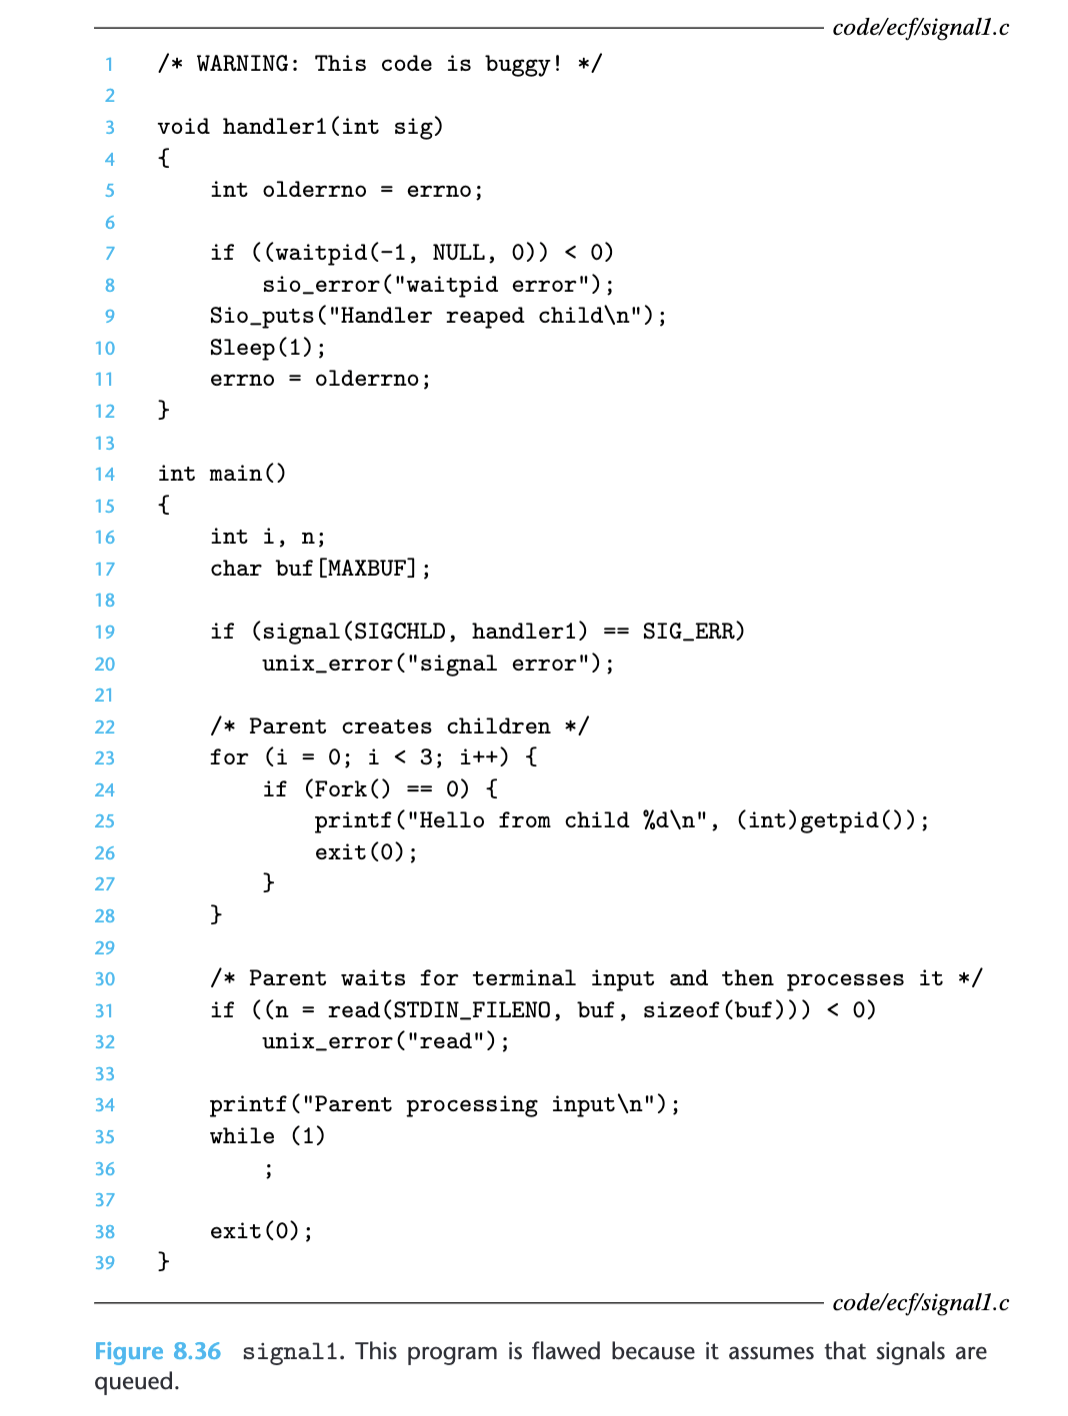 code/ecf/signal1.c
1 /* WARNING: This code is buggy! */
2
3 void handler1(int sig)
4 {
5     int olderrno = errno;
6
7     if ((waitpid(-1, NULL, 0)) < 0)
8         sio_error("waitpid error");
9     Sio_puts("Handler reaped child\n");
10     Sleep(1);
11     errno = olderrno;
12 }
13
14 int main()
15 {
16     int i, n;
17     char buf[MAXBUF];
18
19     if (signal(SIGCHLD, handler1) == SIG_ERR)
20         unix_error("signal error");
21
22     /* Parent creates children */
23     for (i = 0; i < 3; i++) {
24         if (Fork() == 0) {
25             printf("Hello from child %d\n", (int)getpid());
26             exit(0);
27         }
28     }
29
30     /* Parent waits for terminal input and then processes it */
31     if ((n = read(STDIN_FILENO, buf, sizeof(buf))) < 0)
32         unix_error("read");
33
34     printf("Parent processing input\n");
35     while (1)
36         ;
37
38     exit(0);
39 }
code/ecf/signal1.c
Figure 8.36 signal1. This program is flawed because it assumes that signals are
queued.